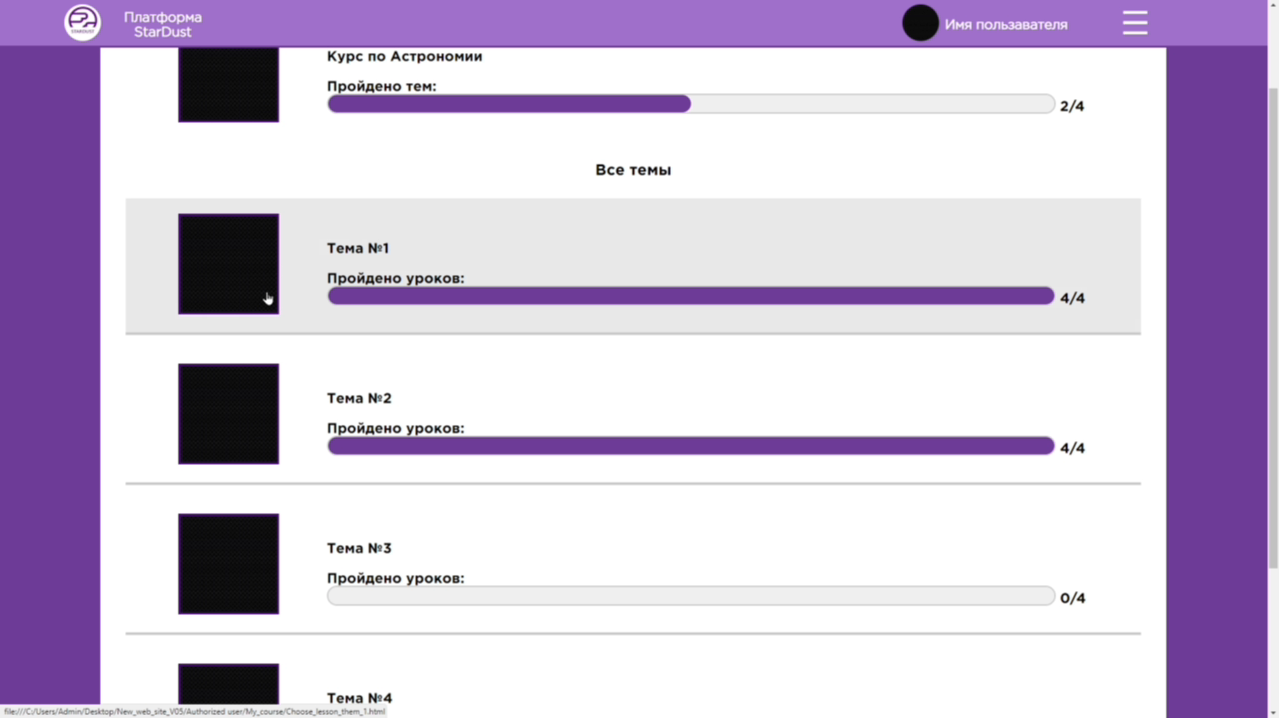 Платформа
StarDust
STARDUST
Имя пользавателя
Курс по Астрономии
Пройдено тем:
2/4
Все темы
Тема №1
Пройдено уроков:
4/4
Тема №2
Пройдено уроков:
4/4
Тема №3
Пройдено уроков:
0/4
Тема №4
file:///C:/Users/Admin/Desktop/New_web_site_V05/Authorized user/My_course/Choose_lesson_them_1.html